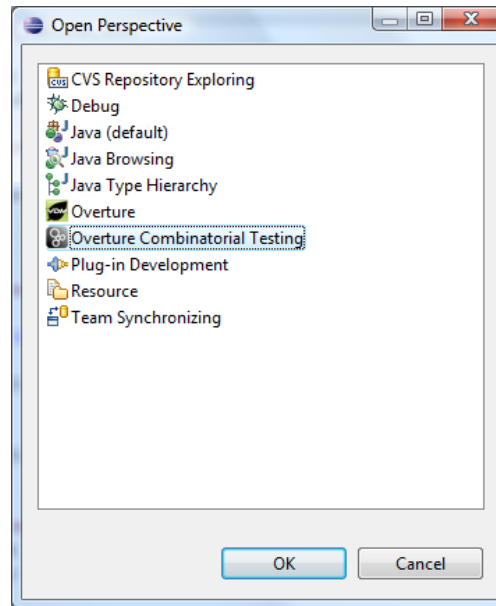 Open Perspective
CVS Repository Exploring
Debug
Java (default)
Java Browsing
Java Type Hierarchy
Overture
Overture Combinatorial Testing
Plug-in Development
Resource
Team Synchronizing
OK
Cancel